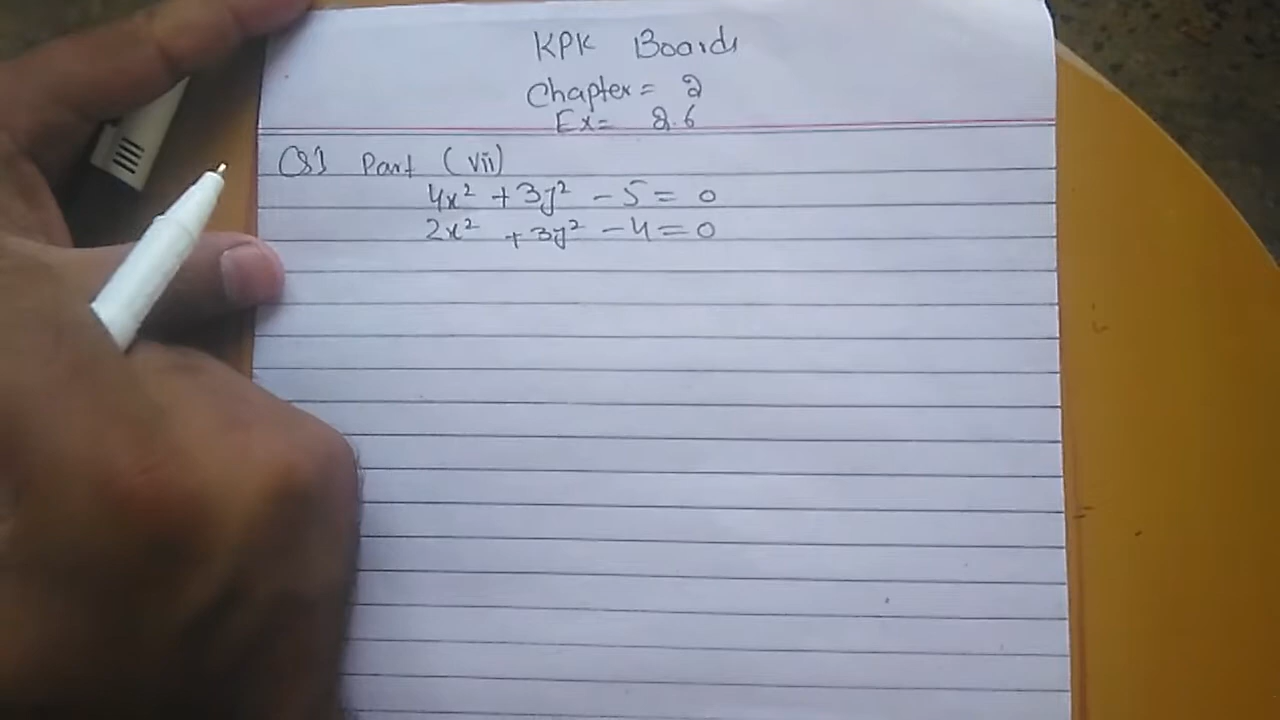 KPK Board
Chapter = 2
Ex = 2.6
Q1 Part (vii)
4x² + 3y² - 5 = 0
2x² + 3y² - 4 = 0